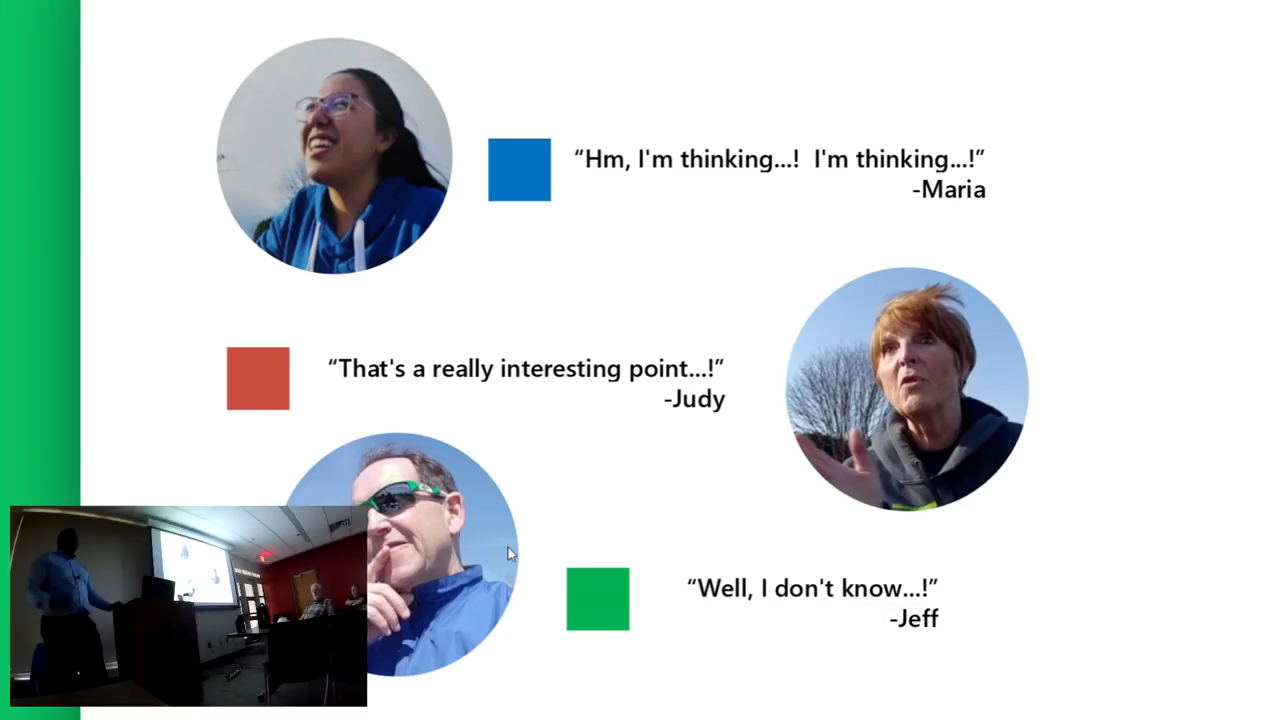 “Hm, I'm thinking...!  I'm thinking...!”
-Maria
“That's a really interesting point...!”
-Judy
“Well, I don't know...!”
-Jeff